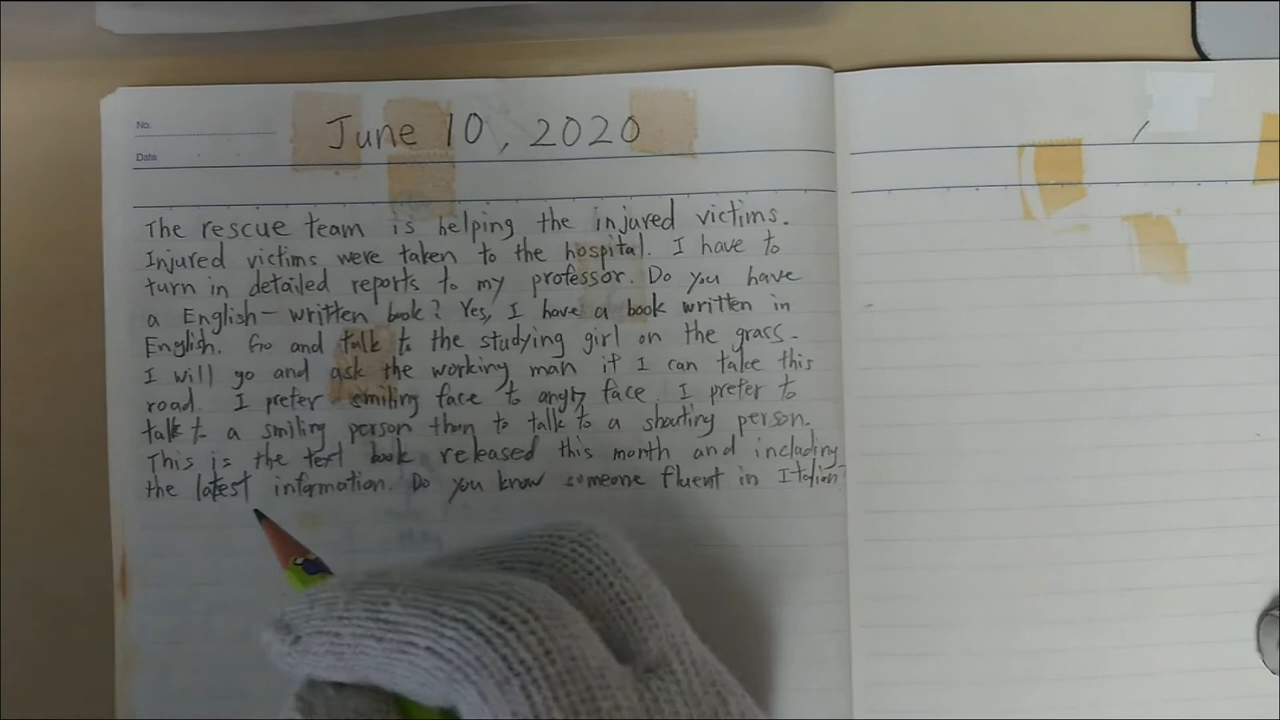 No.
June 10, 2020
Date
The rescue team is helping the injured victims.
Injured victims were taken to the hospital. I have to
turn in detailed reports to my professor. Do you have
a English-written book? Yes, I have a book written in
English. Go and talk to the studying girl on the grass.
I will go and ask the working man if I can take this
road. I prefer smiling face to angry face. I prefer to
talk to a smiling person than to talk to a shouting person.
This is the text book released this month and including
the latest information. Do you know someone fluent in Italian?